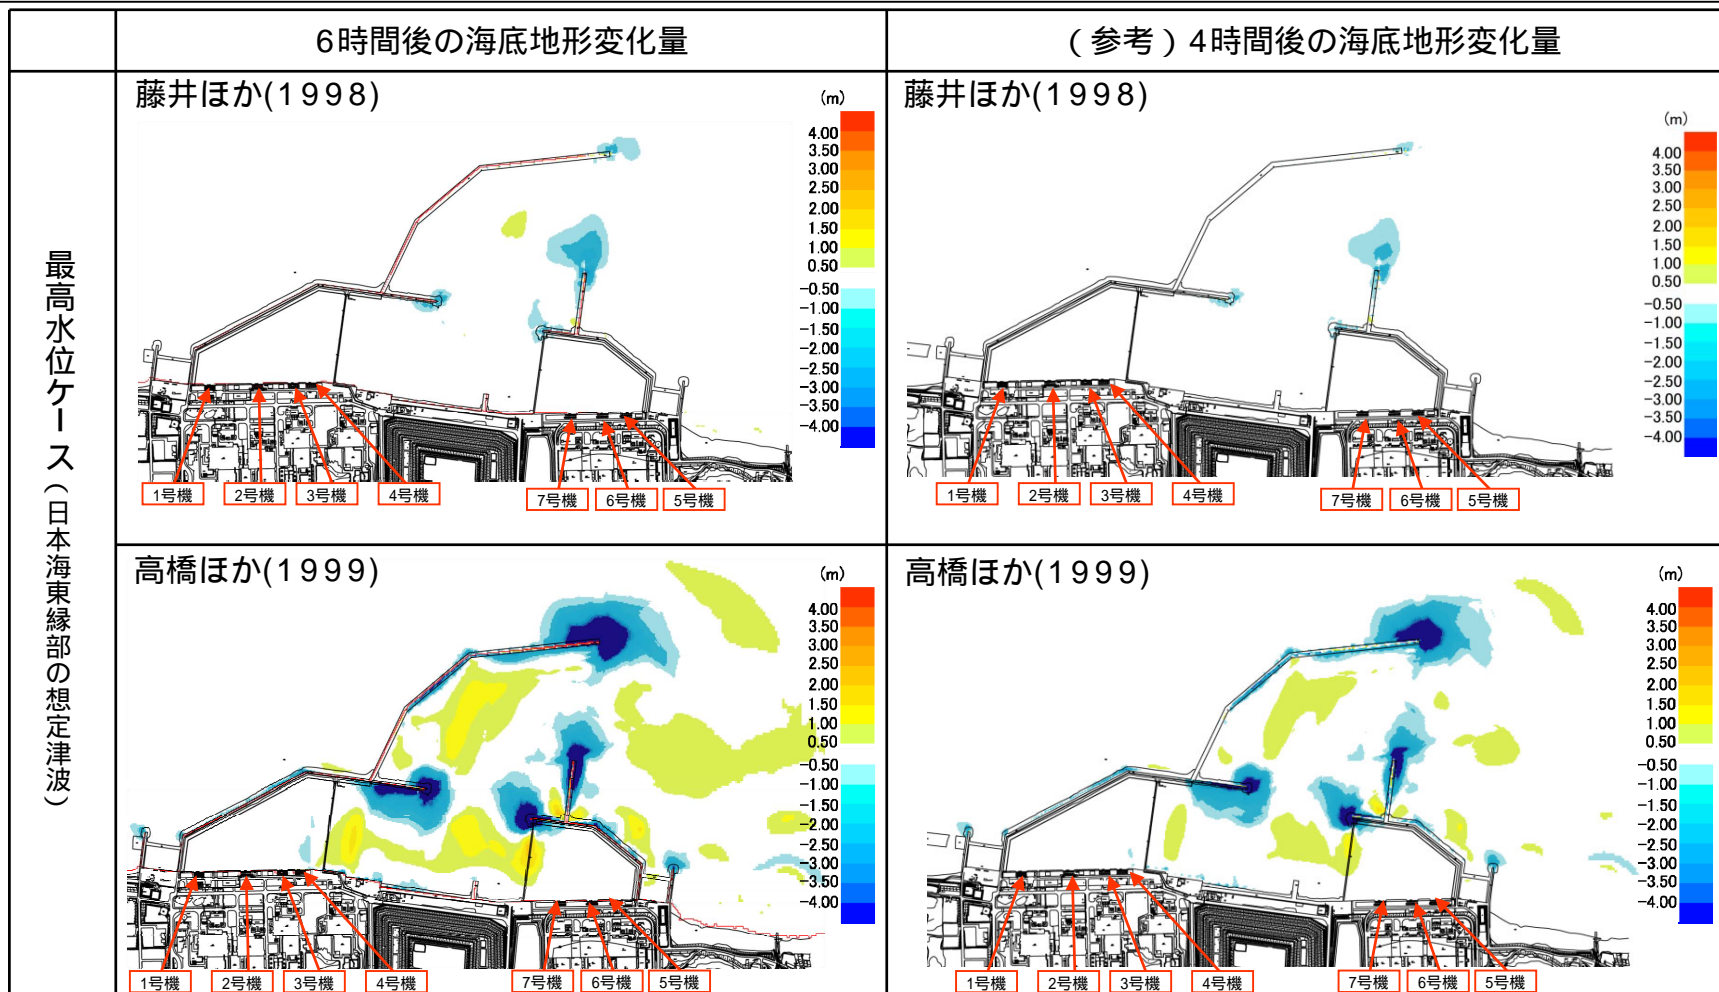 6時間後の海底地形変化量
（参考）4時間後の海底地形変化量
最高水位ケース（日本海東縁部の想定津波）
藤井ほか(1998)
(m)
4.00
3.50
3.00
2.50
2.00
1.50
1.00
0.50
-0.50
-1.00
-1.50
-2.00
-2.50
-3.00
-3.50
-4.00
1号機
2号機
3号機
4号機
7号機
6号機
5号機
藤井ほか(1998)
(m)
4.00
3.50
3.00
2.50
2.00
1.50
1.00
0.50
-0.50
-1.00
-1.50
-2.00
-2.50
-3.00
-3.50
-4.00
1号機
2号機
3号機
4号機
7号機
6号機
5号機
高橋ほか(1999)
(m)
4.00
3.50
3.00
2.50
2.00
1.50
1.00
0.50
-0.50
-1.00
-1.50
-2.00
-2.50
-3.00
-3.50
-4.00
1号機
2号機
3号機
4号機
7号機
6号機
5号機
高橋ほか(1999)
(m)
4.00
3.50
3.00
2.50
2.00
1.50
1.00
0.50
-0.50
-1.00
-1.50
-2.00
-2.50
-3.00
-3.50
-4.00
1号機
2号機
3号機
4号機
7号機
6号機
5号機